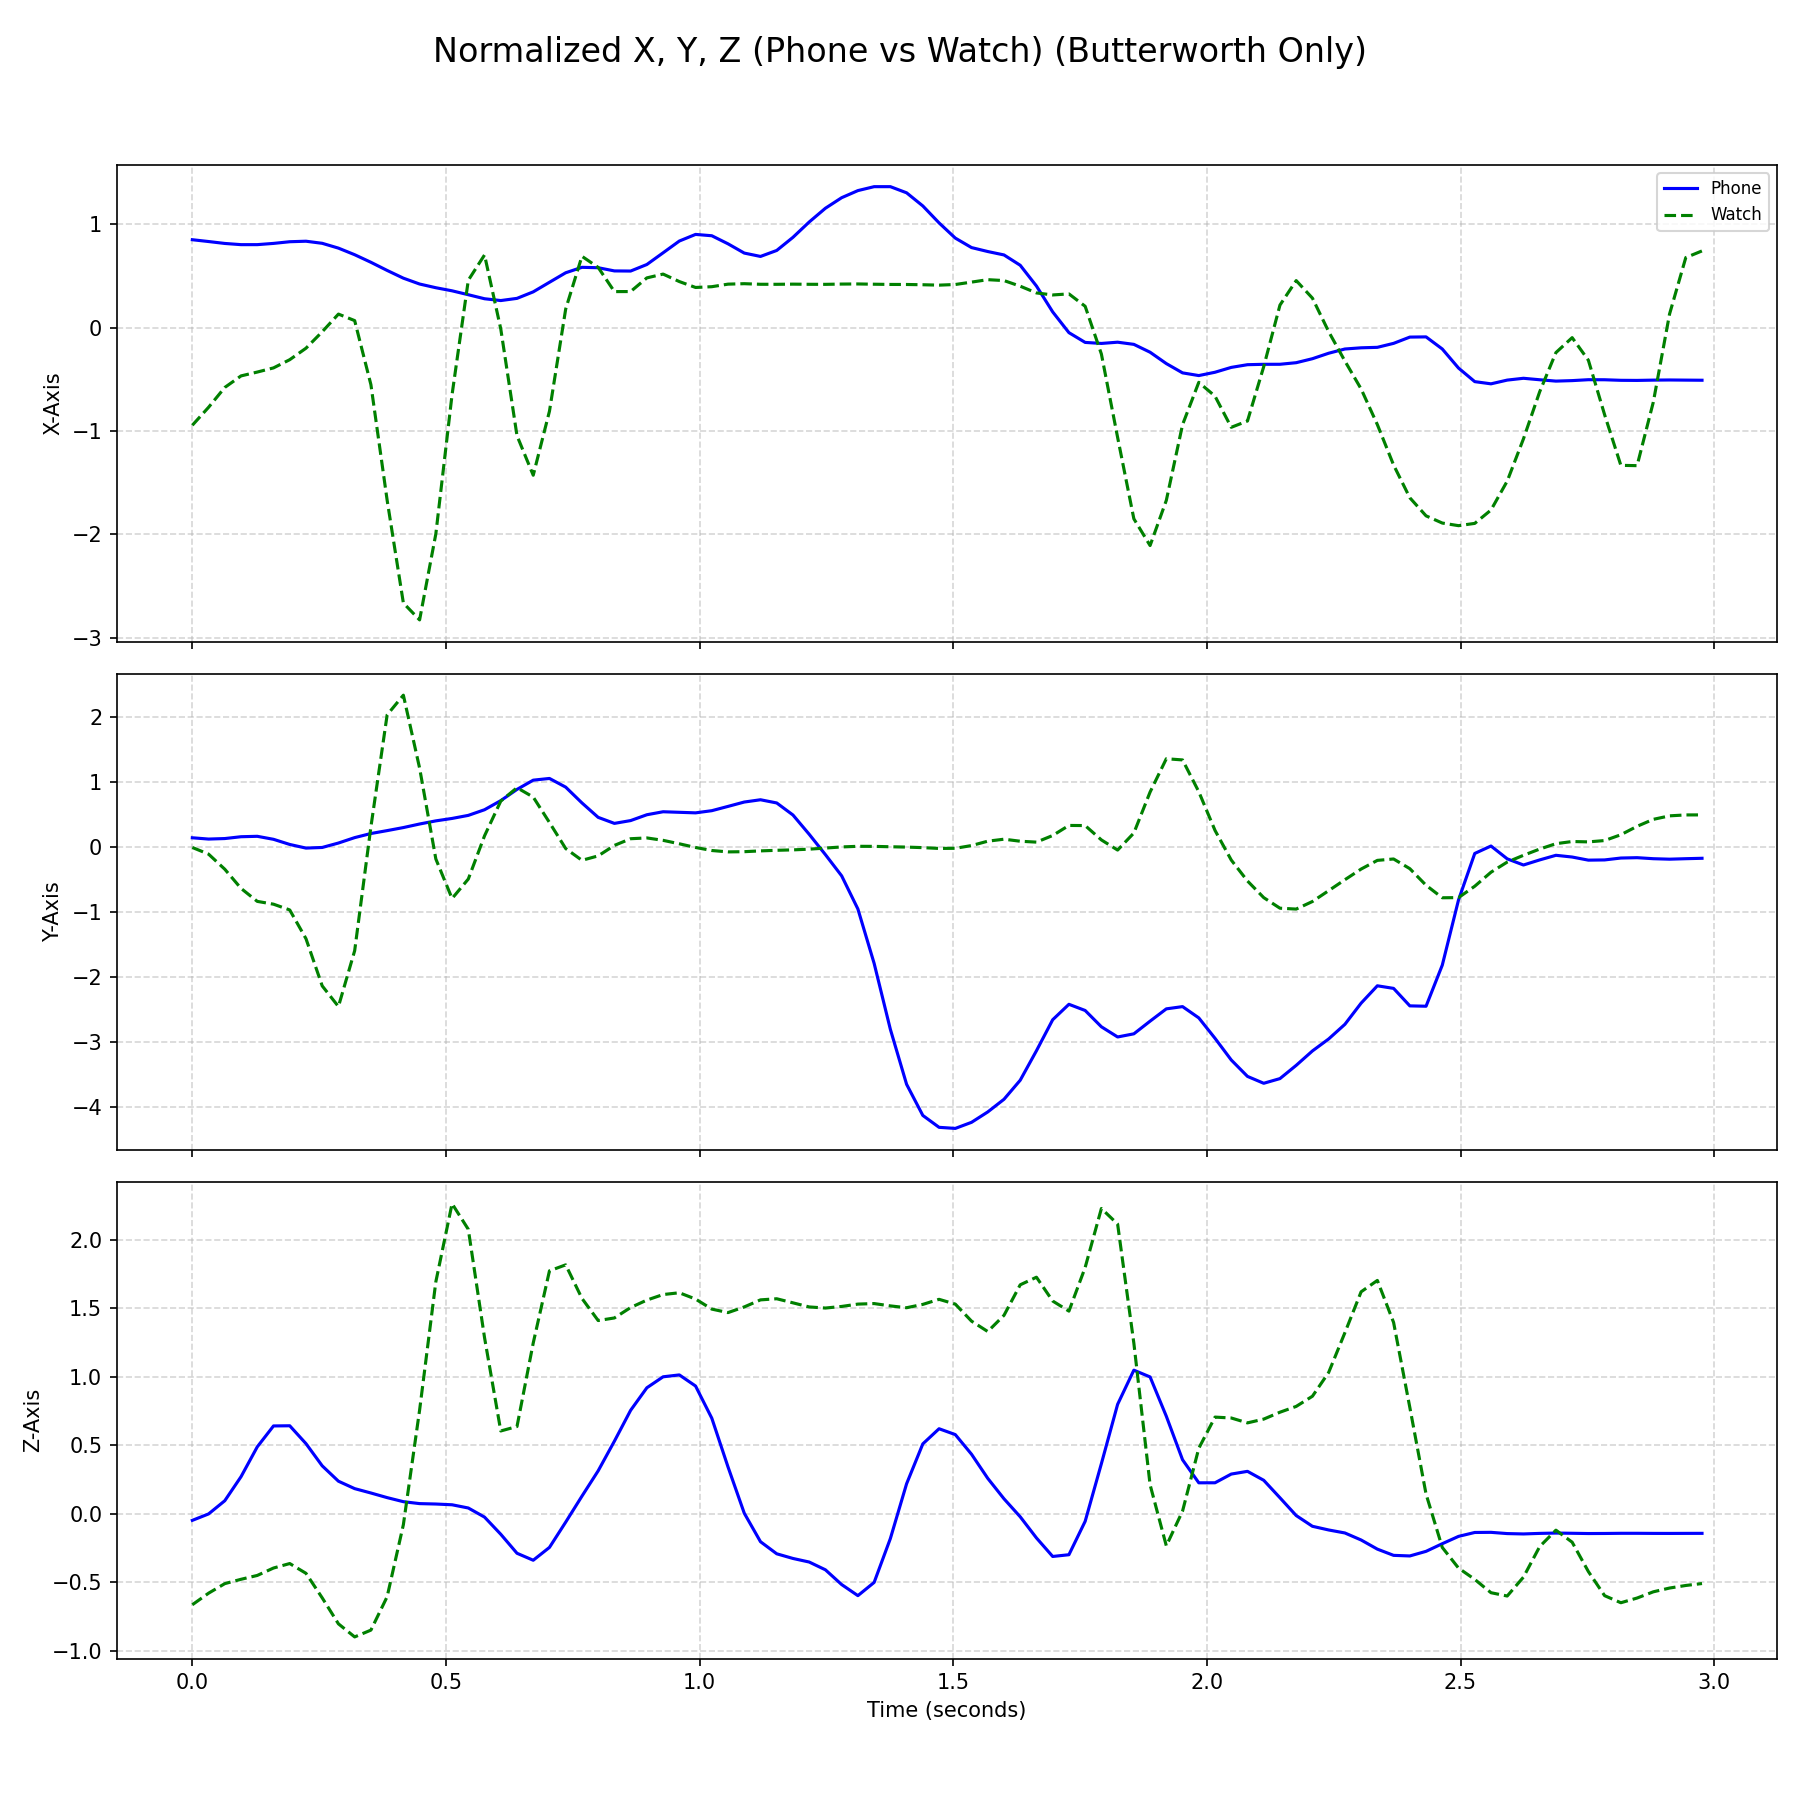 Normalized X, Y, Z (Phone vs Watch) (Butterworth Only)
Phone
Watch
1
0
−1
−2
−3
X-Axis
2
1
0
−1
−2
−3
−4
Y-Axis
2.0
1.5
1.0
0.5
0.0
−0.5
−1.0
Z-Axis
0.0 0.5 1.0 1.5 2.0 2.5 3.0
Time (seconds)